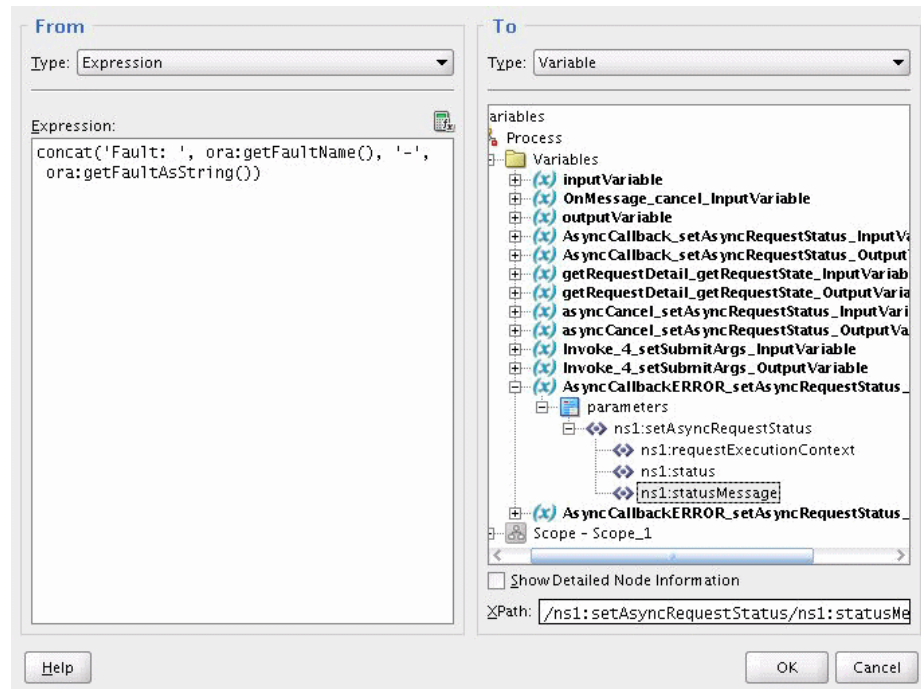 From
Type: Expression
Expression:
concat('Fault: ', ora:getFaultName(), '-',
ora:getFaultAsString())
To
Type: Variable
ariables
Process
Variables
(x) inputVariable
(x) OnMessage_cancel_InputVariable
(x) outputVariable
(x) AsyncCallback_setAsyncRequestStatus_InputVa
(x) AsyncCallback_setAsyncRequestStatus_Output
(x) getRequestDetail_getRequestState_InputVariab
(x) getRequestDetail_getRequestState_OutputVaria
(x) asyncCancel_setAsyncRequestStatus_InputVari
(x) asyncCancel_setAsyncRequestStatus_OutputVa
(x) Invoke_4_setSubmitArgs_InputVariable
(x) Invoke_4_setSubmitArgs_OutputVariable
(x) AsyncCallbackERROR_setAsyncRequestStatus_
parameters
ns1:setAsyncRequestStatus
ns1:requestExecutionContext
ns1:status
ns1:statusMessage
(x) AsyncCallbackERROR_setAsyncRequestStatus_
Scope - Scope_1
Show Detailed Node Information
XPath: /ns1:setAsyncRequestStatus/ns1:statusMe
Help
OK
Cancel